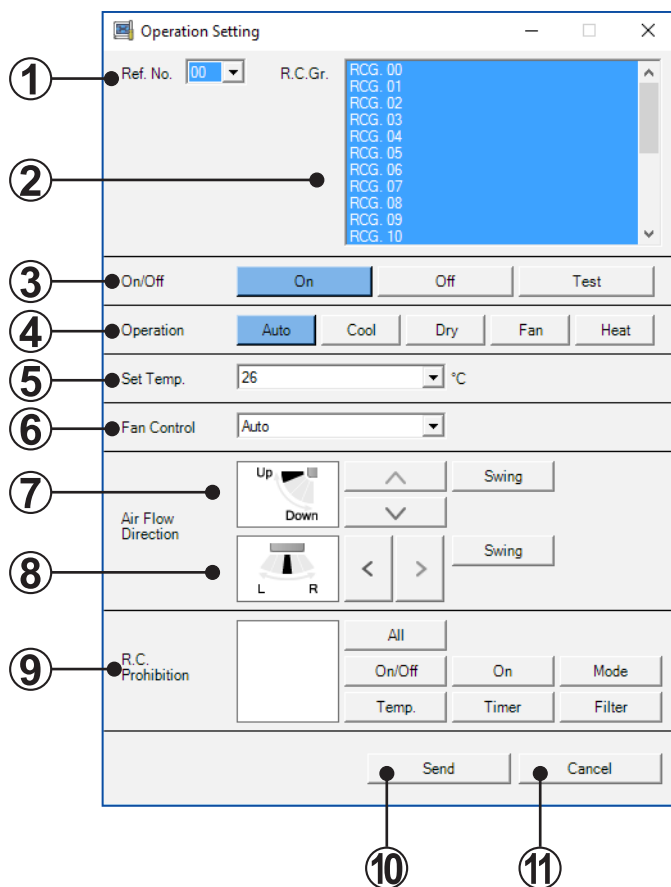 Operation Setting
① Ref. No. 00 R.C.Gr. RCG. 00
RCG. 01
RCG. 02
RCG. 03
RCG. 04
RCG. 05
② RCG. 06
RCG. 07
RCG. 08
RCG. 09
RCG. 10
③ On/Off On Off Test
④ Operation Auto Cool Dry Fan Heat
⑤ Set Temp. 26 °C
⑥ Fan Control Auto
⑦ Up Swing
Down
Air Flow
Direction
⑧ Swing
L R
All
⑨ R.C.
Prohibition
On/Off On Mode
Temp. Timer Filter
Send Cancel
⑩ ⑪